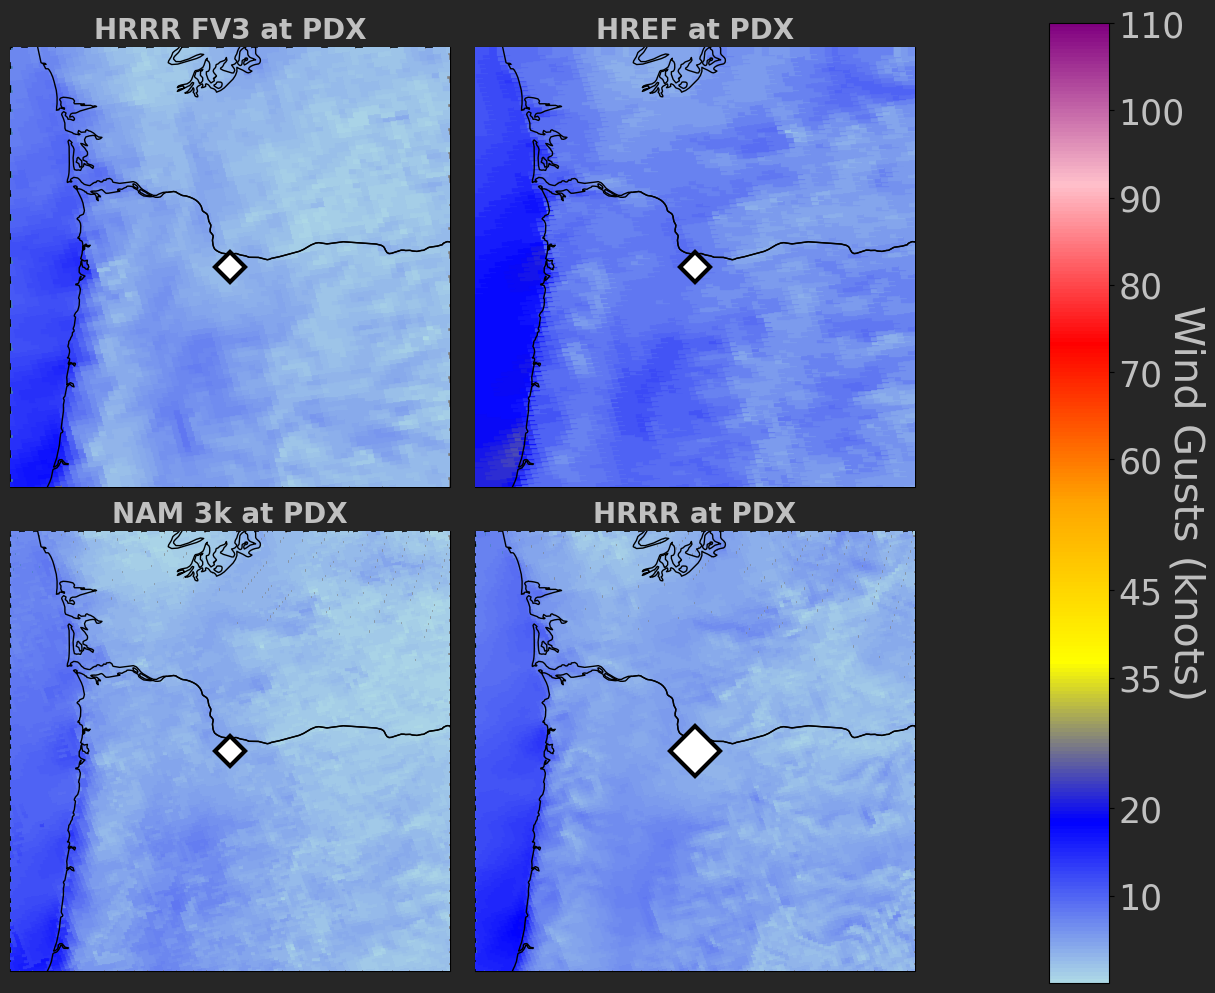 HRRR FV3 at PDX
HREF at PDX
NAM 3k at PDX
HRRR at PDX
110
100
90
80
70
60
45
35
20
10
Wind Gusts (knots)